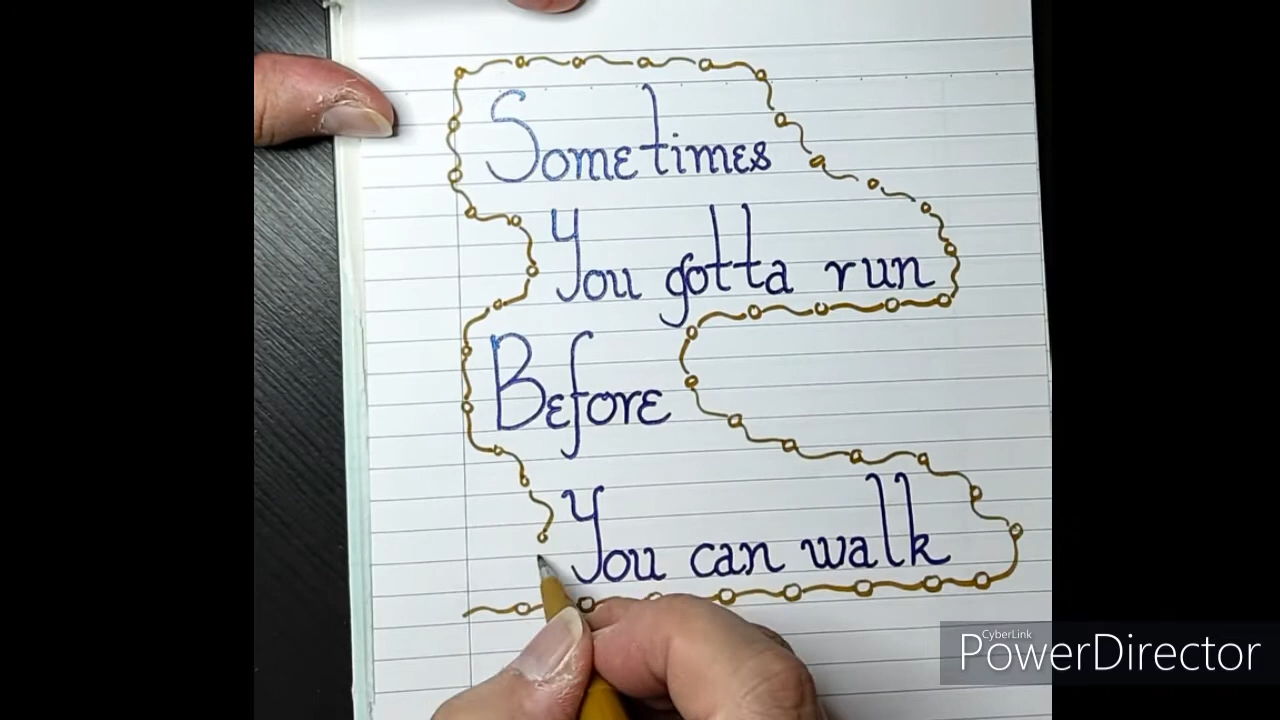 Sometimes
You gotta run
Before
You can walk
CyberLink
PowerDirector